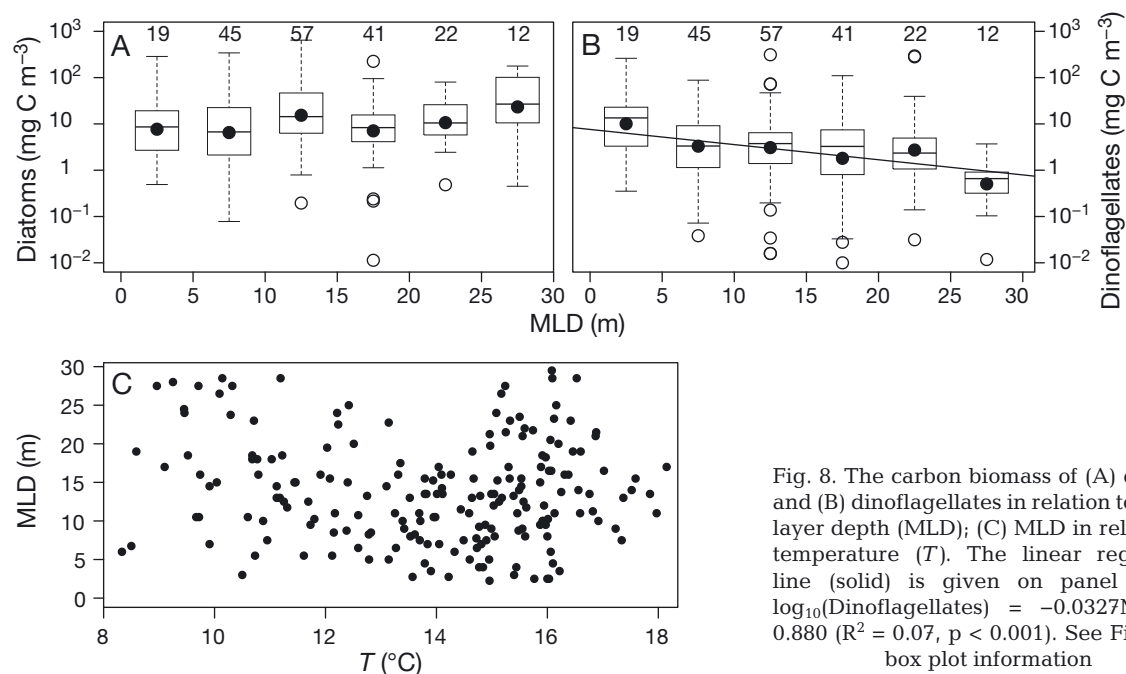 A
19 45 57 41 22 12
10³
10²
10
1
10⁻¹
10⁻²
Diatoms (mg C m⁻³)
0 5 10 15 20 25 30
B
19 45 57 41 22 12
10³
10²
10
1
10⁻¹
10⁻²
Dinoflagellates (mg C m⁻³)
0 5 10 15 20 25 30
MLD (m)
C
30
25
20
15
10
5
0
MLD (m)
8 10 12 14 16 18
T (°C)
Fig. 8. The carbon biomass of (A)
and (B) dinoflagellates in relation
layer depth (MLD); (C) MLD in
temperature (T). The linear
line (solid) is given on panel
log₁₀(Dinoflagellates) = −0.0327
0.880 (R² = 0.07, p < 0.001). See
box plot information